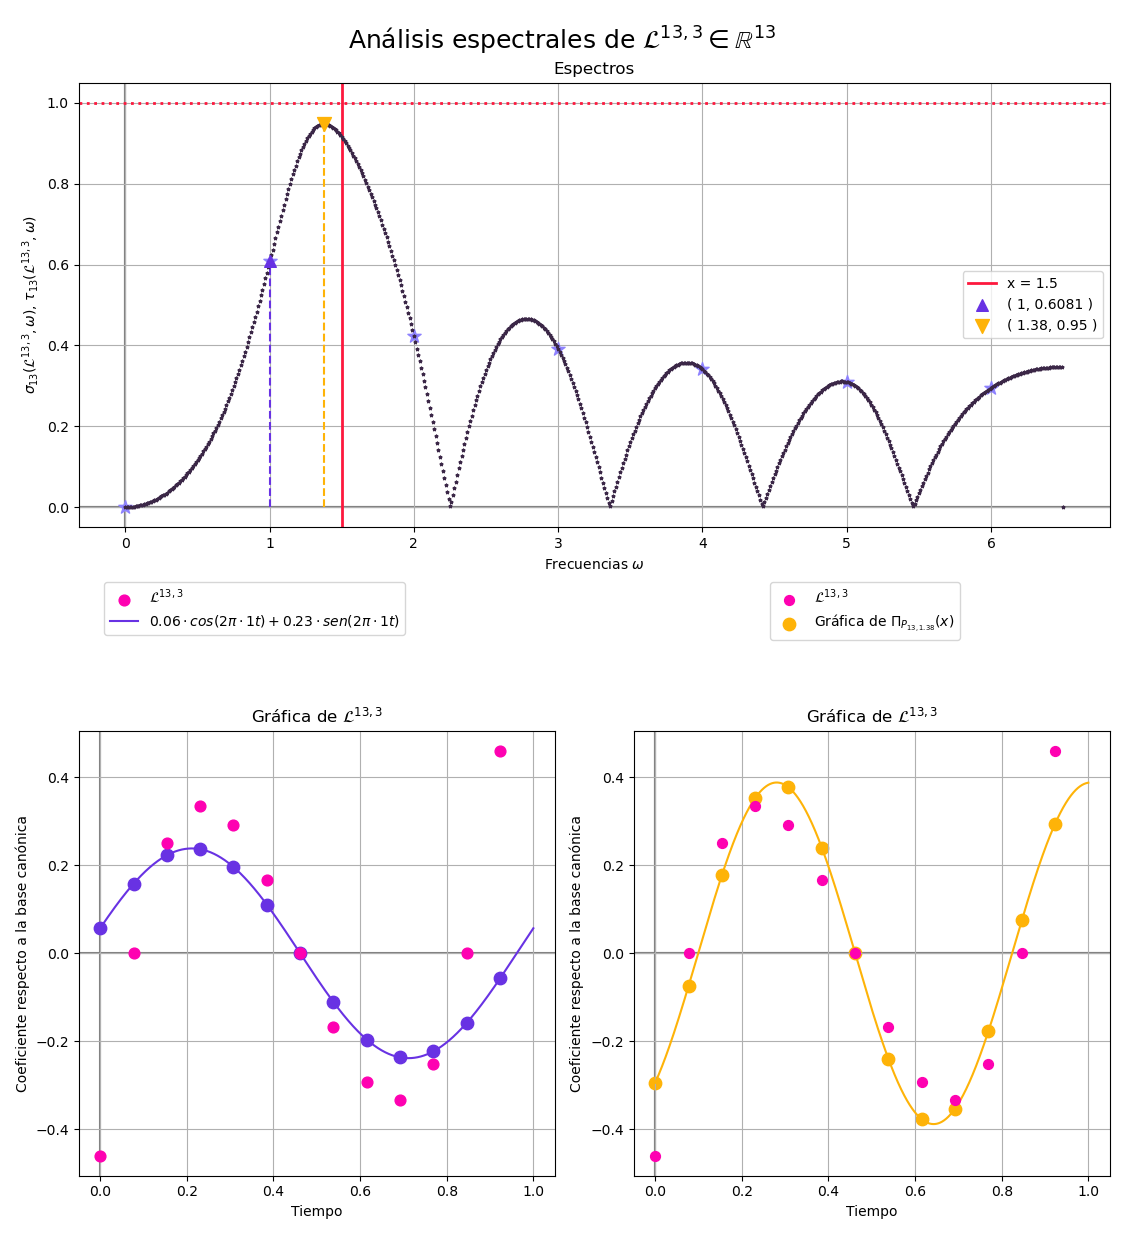 Análisis espectrales de 𝓛^{13,3} ∈ ℝ^{13}
Espectros
σ_{13}(𝓛^{13,3}, ω), τ_{13}(𝓛^{13,3}, ω)
1.0
0.8
0.6
0.4
0.2
0.0
x = 1.5
( 1, 0.6081 )
( 1.38, 0.95 )
0 1 2 3 4 5 6
Frecuencias ω
𝓛^{13,3}
0.06 · cos(2π · 1t) + 0.23 · sen(2π · 1t)
𝓛^{13,3}
Gráfica de Π_{P_{13,1.38}}(x)
Gráfica de 𝓛^{13,3}
Coeficiente respecto a la base canónica
0.4
0.2
0.0
−0.2
−0.4
0.0 0.2 0.4 0.6 0.8 1.0
Tiempo
Gráfica de 𝓛^{13,3}
Coeficiente respecto a la base canónica
0.4
0.2
0.0
−0.2
−0.4
0.0 0.2 0.4 0.6 0.8 1.0
Tiempo